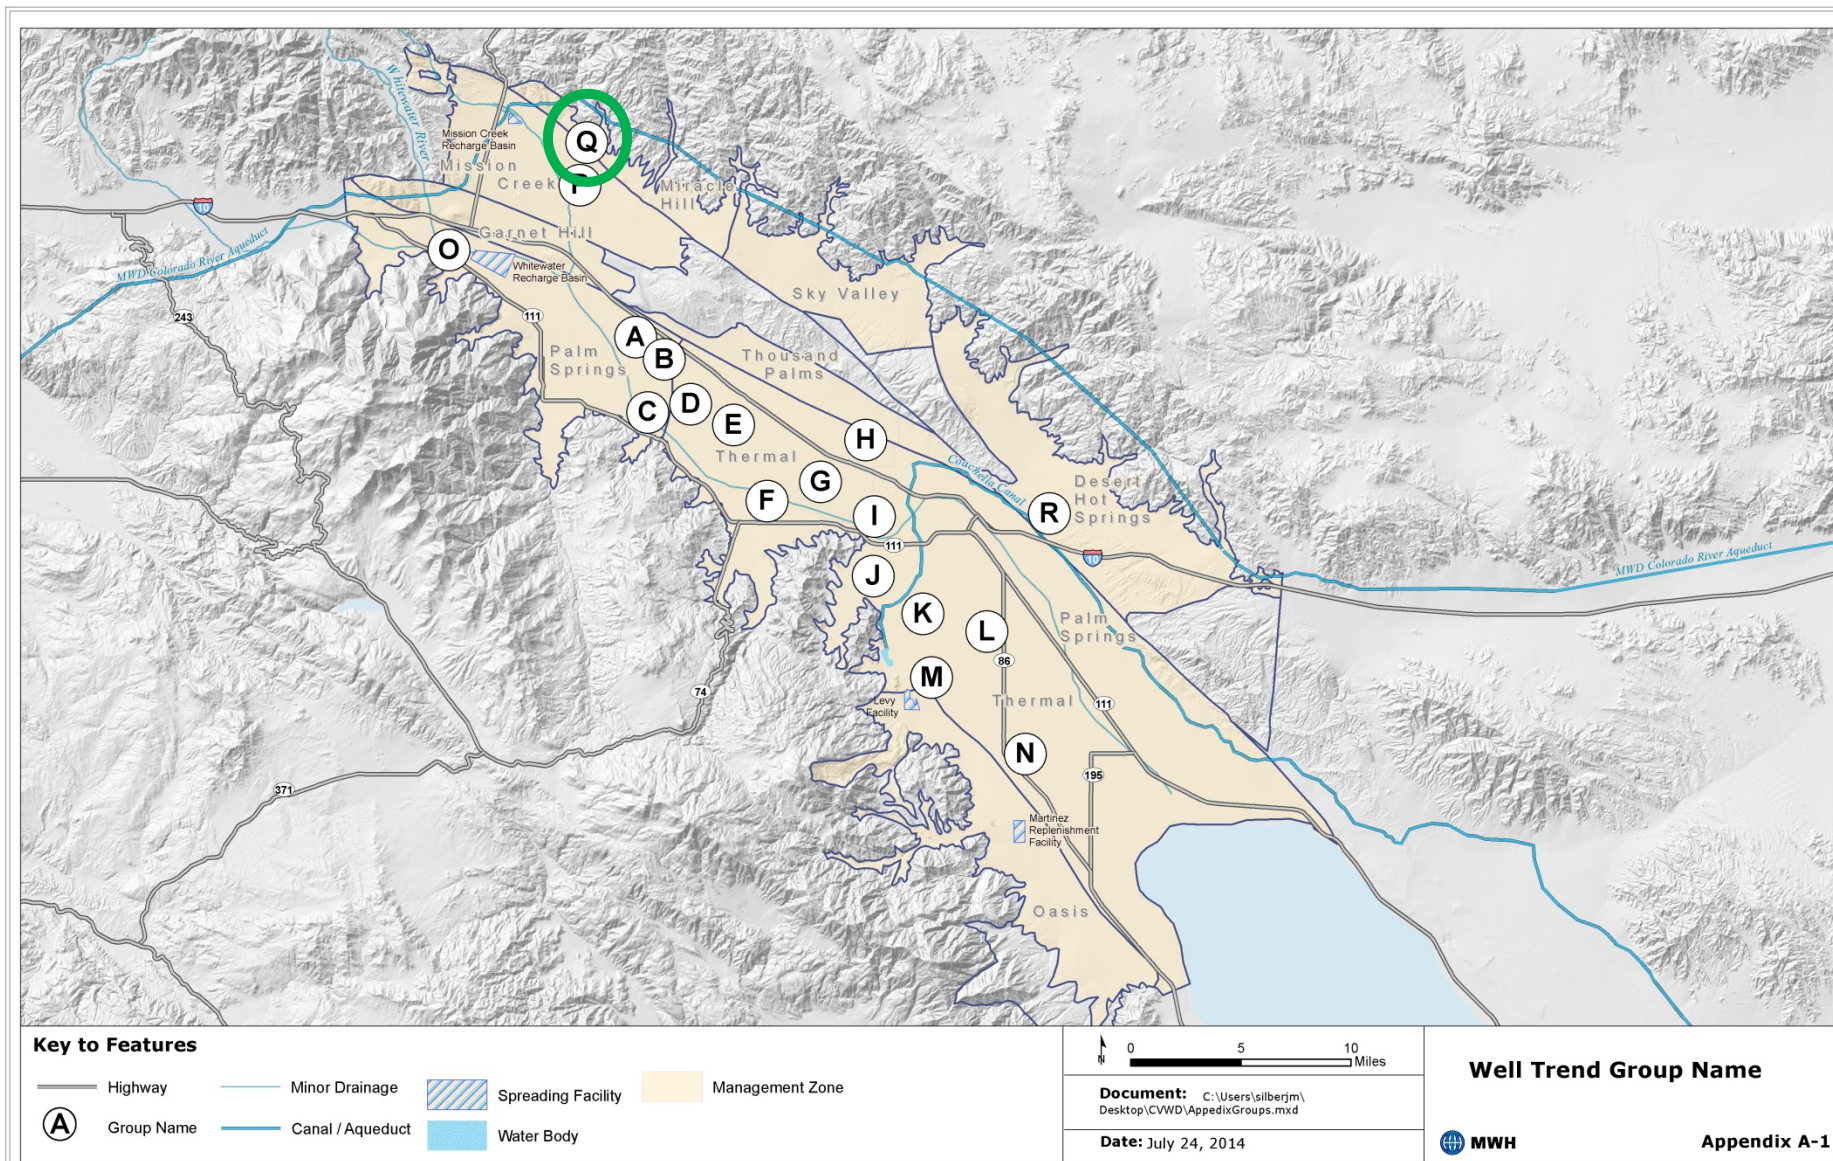 Whitewater River
Mission Creek
Recharge Basin
Q
Mission
Creek
P
Miracle
Hill
10
Garnet Hill
O
MWD Colorado River Aqueduct
Whitewater
Recharge Basin
Sky Valley
243
111
A
B
Palm
Springs
Thousand
Palms
C
D
E
H
Thermal
Coachella Canal
G
F
I
R
Desert
Hot
Springs
111
10
MWD Colorado River Aqueduct
J
K
L
Palm
Springs
86
M
74
Levy
Facility
Thermal
111
N
195
371
Martinez
Replenishment
Facility
Oasis
Key to Features
Highway
Minor Drainage
Spreading Facility
Management Zone
A
Group Name
Canal / Aqueduct
Water Body
N
0 5 10
Miles
Document: C:\Users\silberjm\
Desktop\CVWD\AppedixGroups.mxd
Date: July 24, 2014
Well Trend Group Name
MWH
Appendix A-1